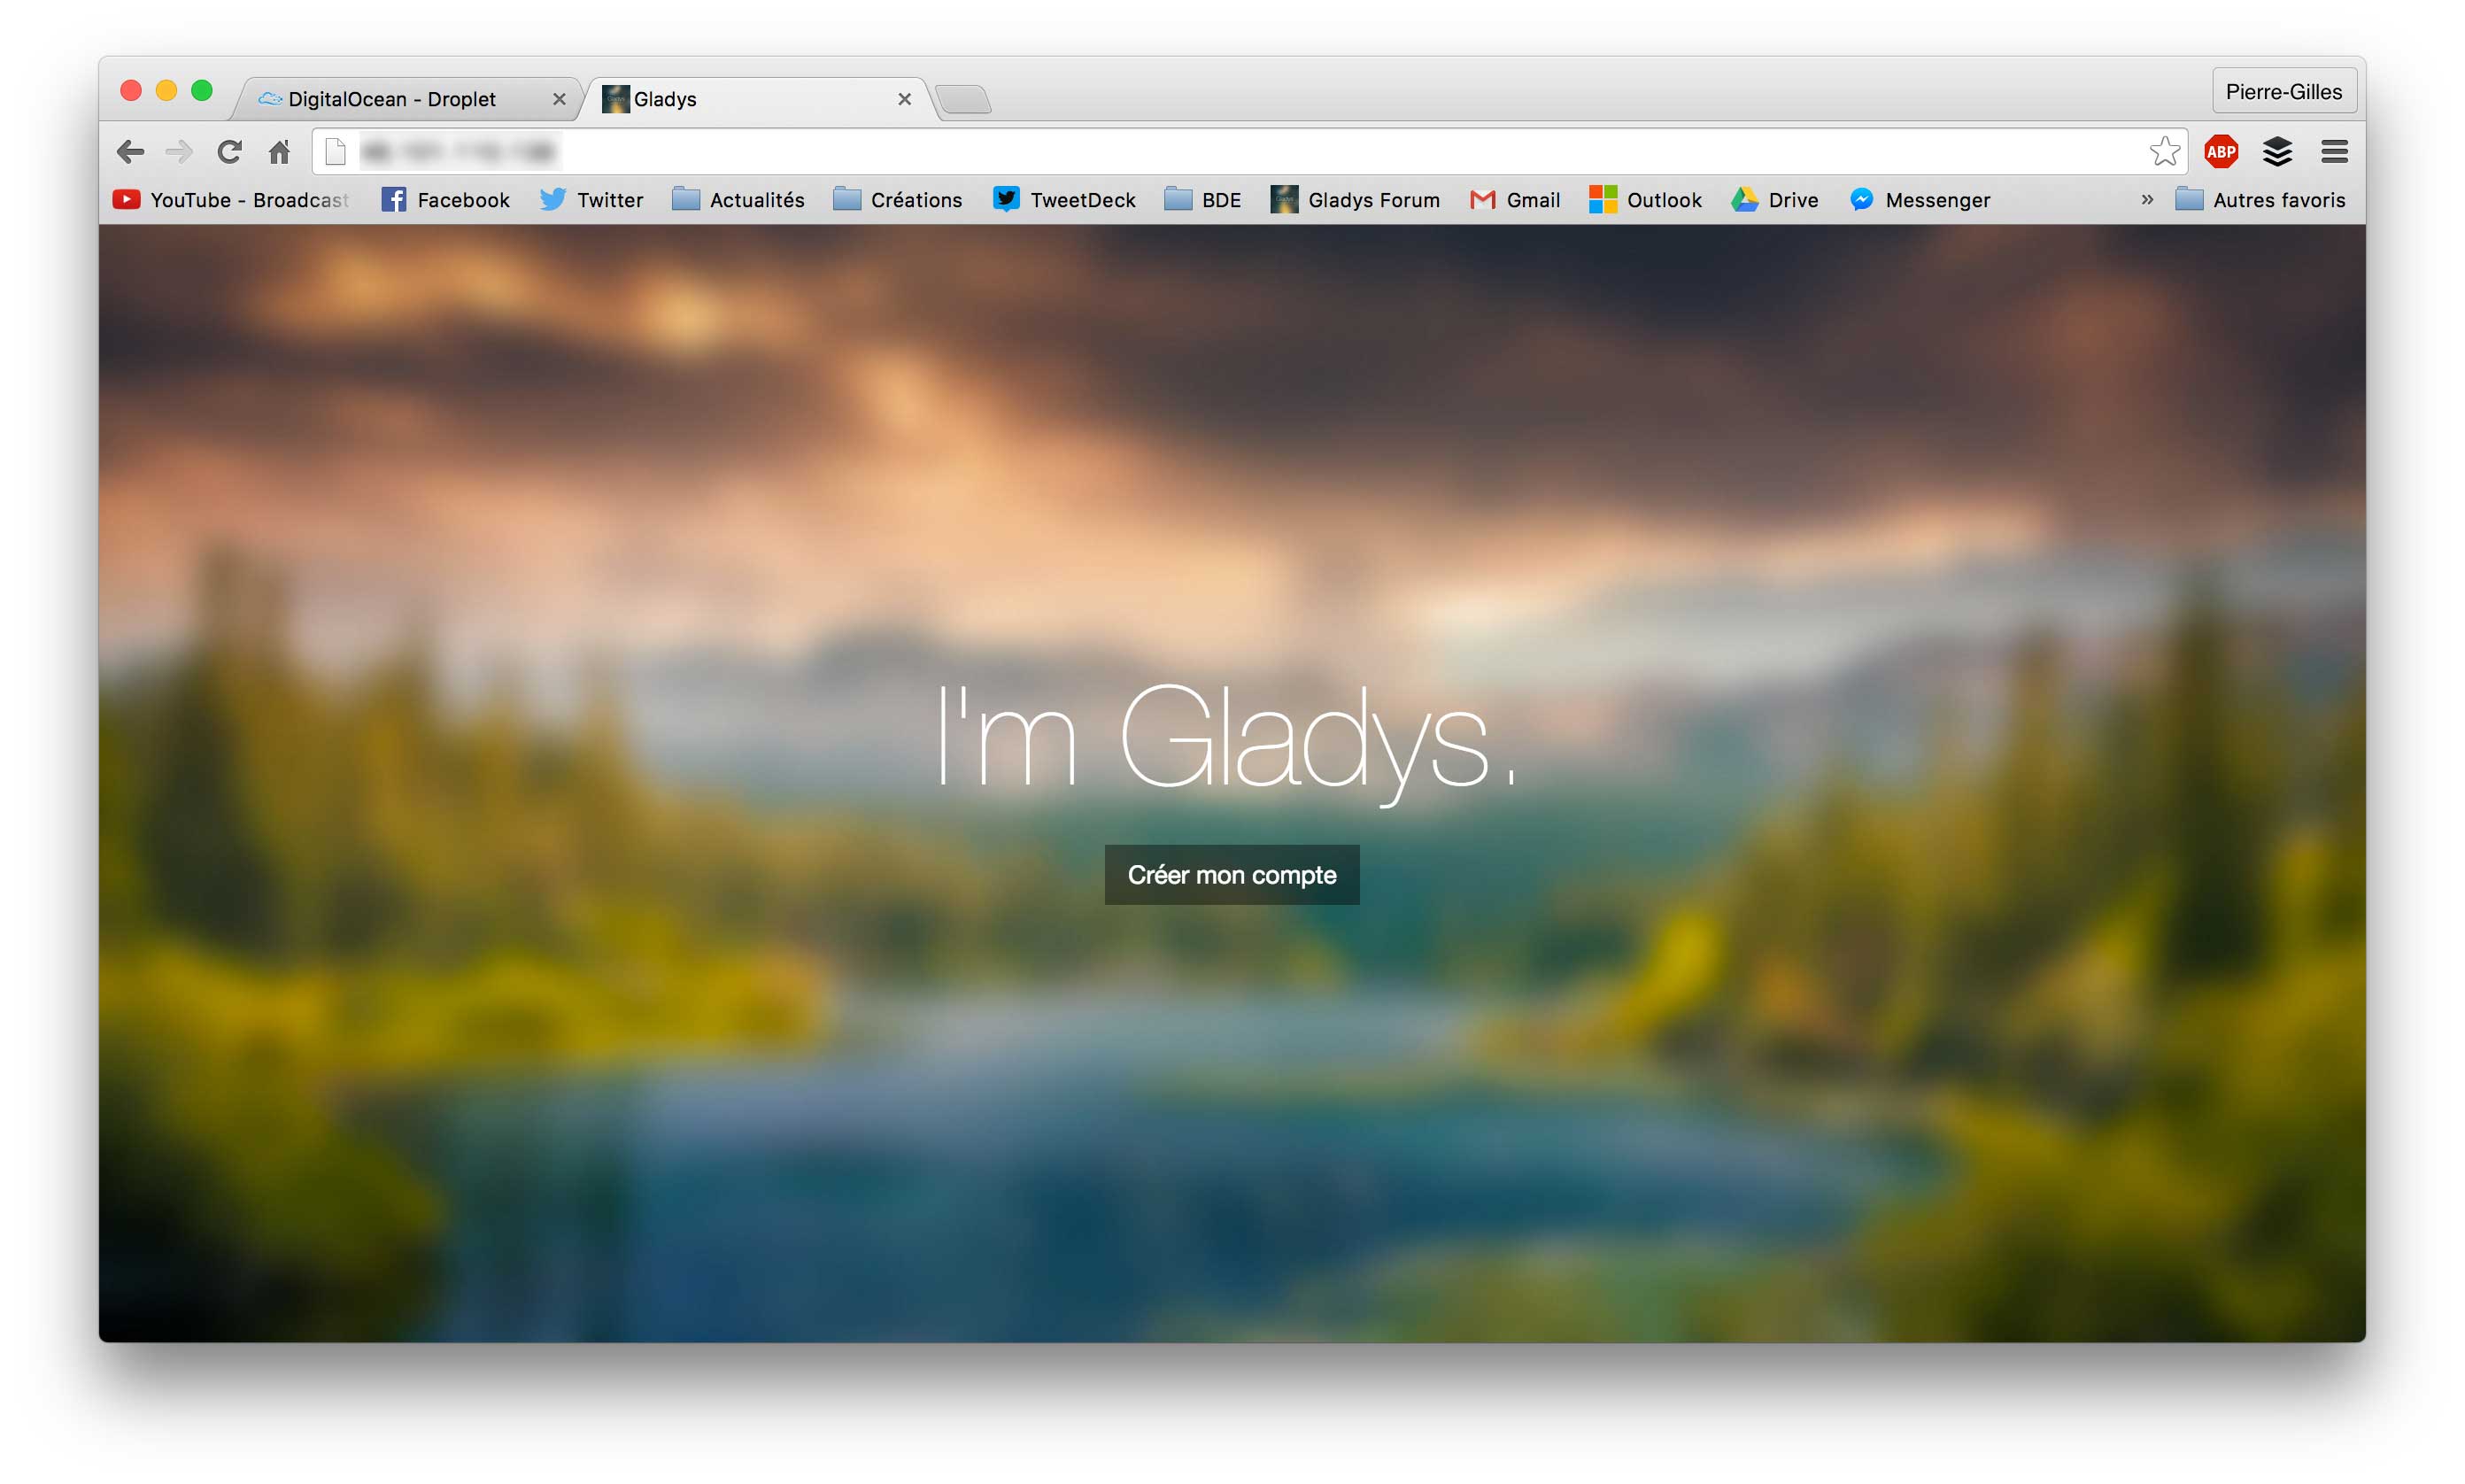 DigitalOcean - Droplet
Gladys
Pierre-Gilles
YouTube - Broadcast
Facebook
Twitter
Actualités
Créations
TweetDeck
BDE
Gladys Forum
Gmail
Outlook
Drive
Messenger
»
Autres favoris
ABP
I'm Gladys.
Créer mon compte